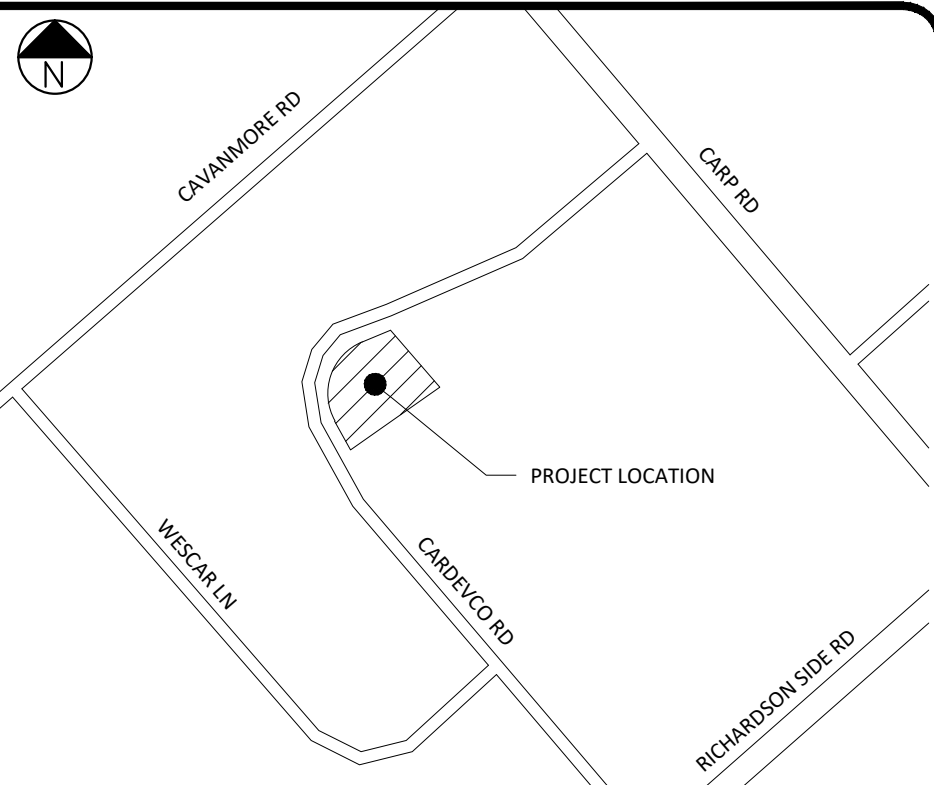 N
CAVANMORE RD
CARP RD
PROJECT LOCATION
WESCAR LN
CARDEVCO RD
RICHARDSON SIDE RD